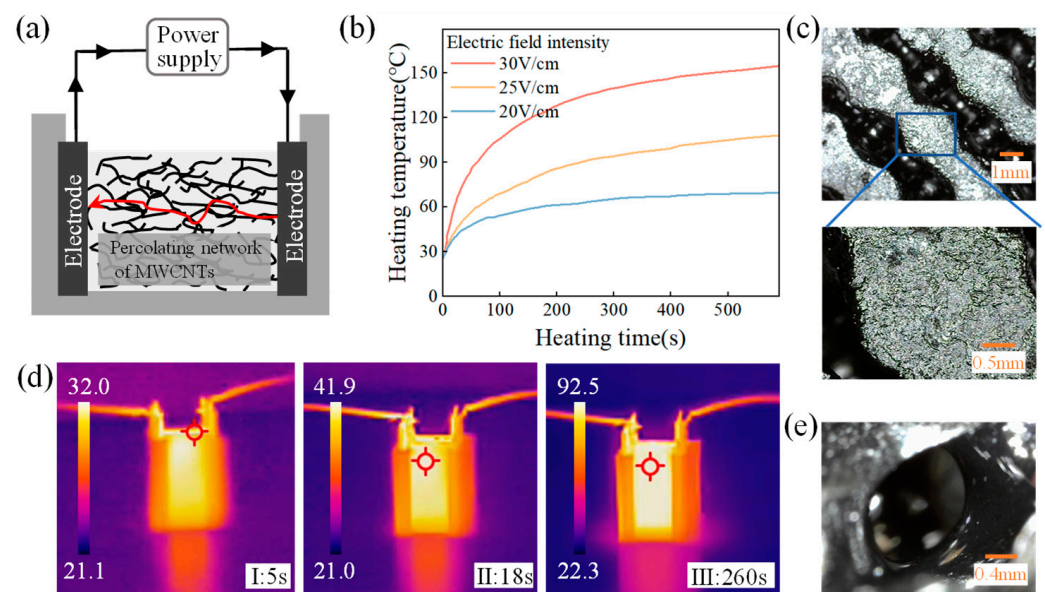 (a)
Power
supply
Electrode
Electrode
Percolating network
of MWCNTs
(b)
Electric field intensity
30V/cm
25V/cm
20V/cm
Heating temperature(°C)
150
120
90
60
30
0
0
100
200
300
400
500
Heating time(s)
(c)
1mm
0.5mm
(d)
32.0
21.1
I:5s
41.9
21.0
II:18s
92.5
22.3
III:260s
(e)
0.4mm